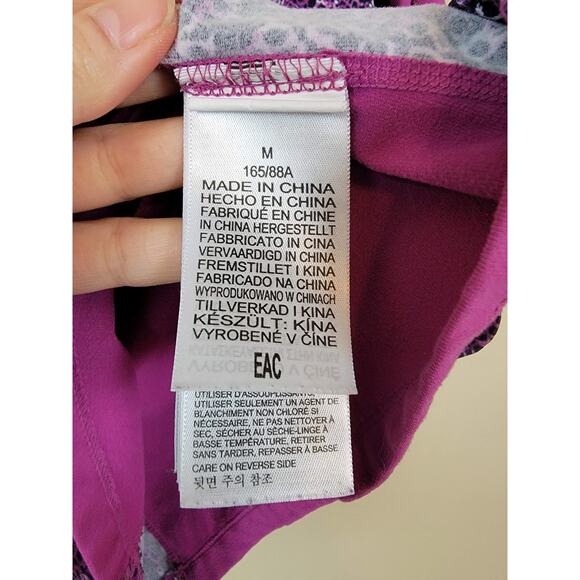 M
165/88A
MADE IN CHINA
HECHO EN CHINA
FABRIQUÉ EN CHINE
IN CHINA HERGESTELLT
FABBRICATO IN CINA
VERVAARDIGD IN CHINA
FREMSTILLET I KINA
FABRICADO NA CHINA
WYPRODUKOWANO W CHINACH
TILLVERKAD I KINA
KÉSZÜLT: KÍNA
VYROBENÉ V ČÍNE
EAC
UTILISER D'ASSOUPLISSANTS.
UTILISER SEULEMENT UN AGENT DE
BLANCHIMENT NON CHLORÉ SI
NÉCESSAIRE, NE PAS NETTOYER À
SEC, SÉCHER AU SÈCHE-LINGE À
BASSE TEMPÉRATURE, RETIRER
SANS TARDER, REPASSER À BASSE
CARE ON REVERSE SIDE
뒷면 주의 참조